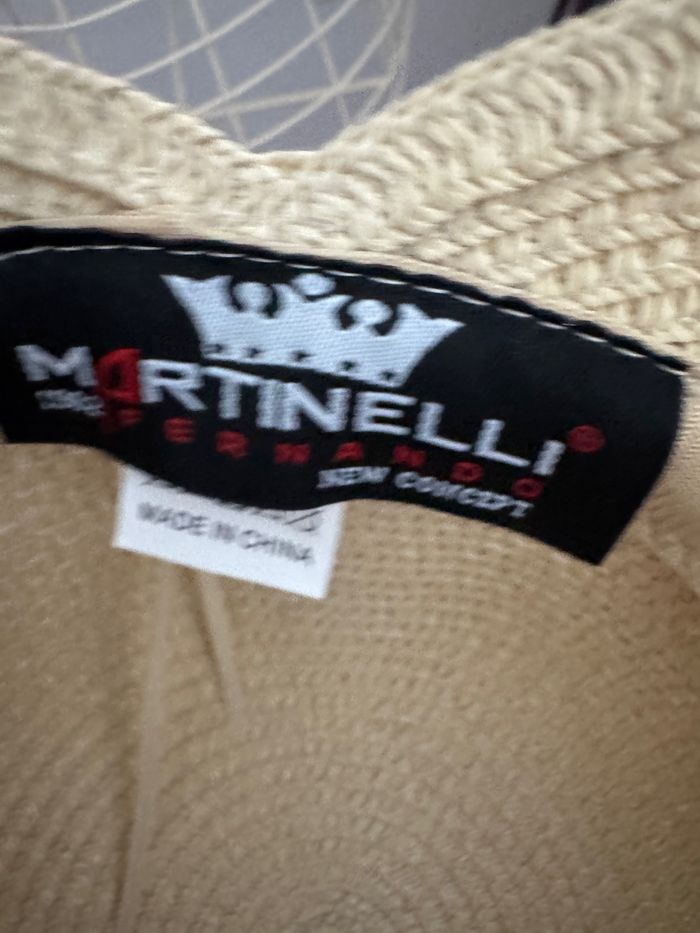 MARTINELLI®
FERNANDO
NEW CONCEPT
MADE IN CHINA